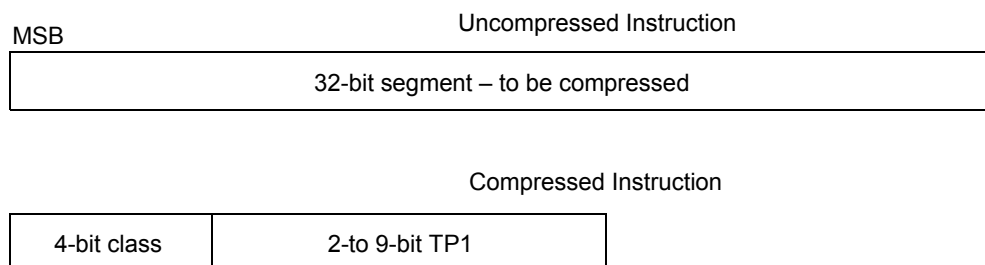 Uncompressed Instruction
MSB
32-bit segment – to be compressed
Compressed Instruction
4-bit class
2-to 9-bit TP1